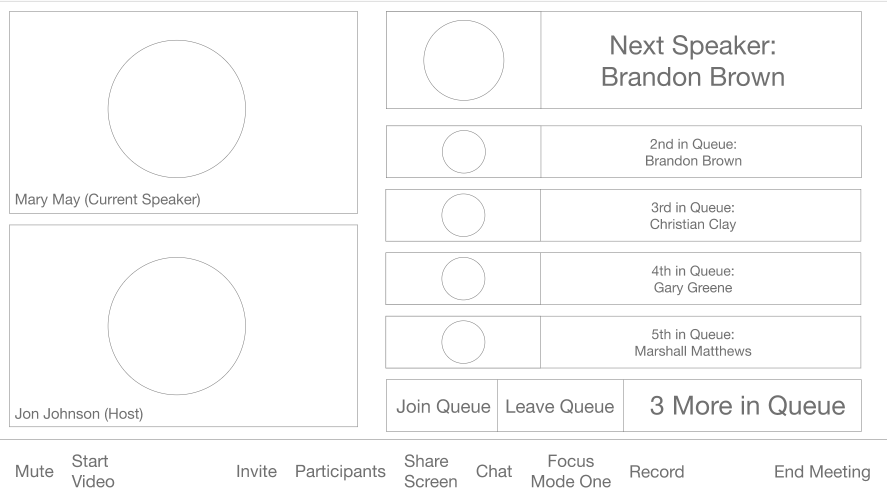 Mary May (Current Speaker)
Jon Johnson (Host)
Next Speaker:
Brandon Brown
2nd in Queue:
Brandon Brown
3rd in Queue:
Christian Clay
4th in Queue:
Gary Greene
5th in Queue:
Marshall Matthews
Join Queue
Leave Queue
3 More in Queue
Mute
Start
Video
Invite
Participants
Share
Screen
Chat
Focus
Mode One
Record
End Meeting